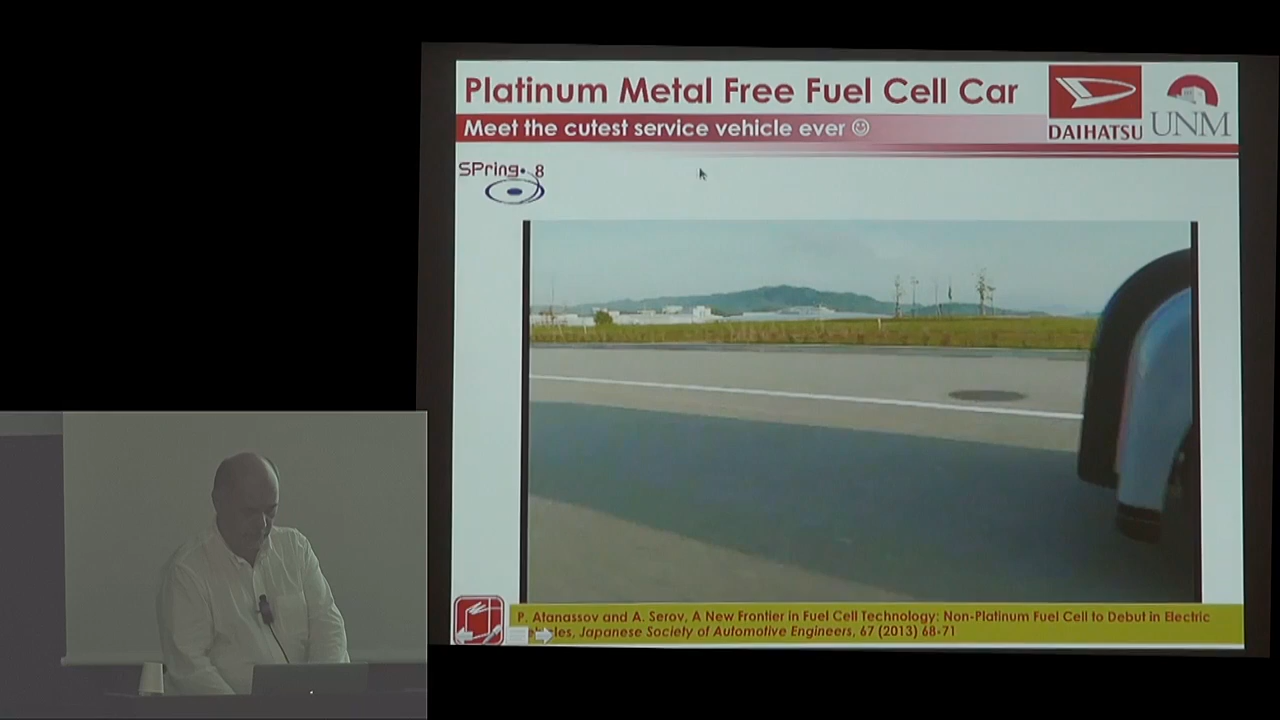 Platinum Metal Free Fuel Cell Car
Meet the cutest service vehicle ever ☺
DAIHATSU
UNM
SPring-8
P. Atanassov and A. Serov, A New Frontier in Fuel Cell Technology: Non-Platinum Fuel Cell to Debut in Electric
Japanese Society of Automotive Engineers, 67 (2013) 68-71